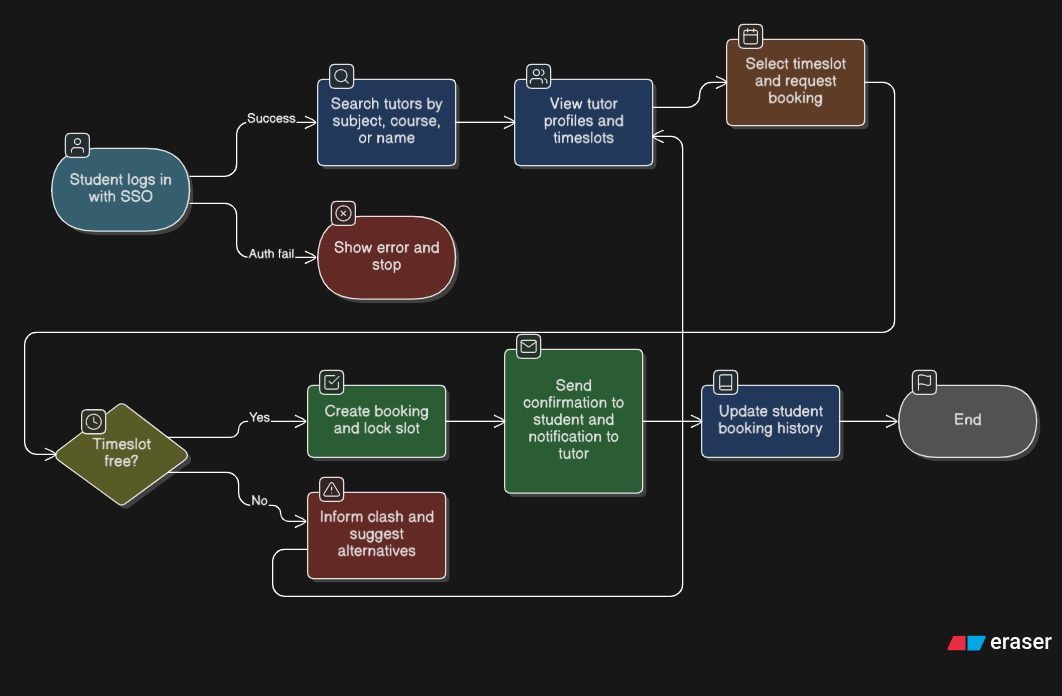 Student logs in
with SSO
Success
Search tutors by
subject, course,
or name
View tutor
profiles and
timeslots
Select timeslot
and request
booking
Auth fail
Show error and
stop
Timeslot
free?
Yes
Create booking
and lock slot
Send
confirmation to
student and
notification to
tutor
Update student
booking history
End
No
Inform clash and
suggest
alternatives
eraser